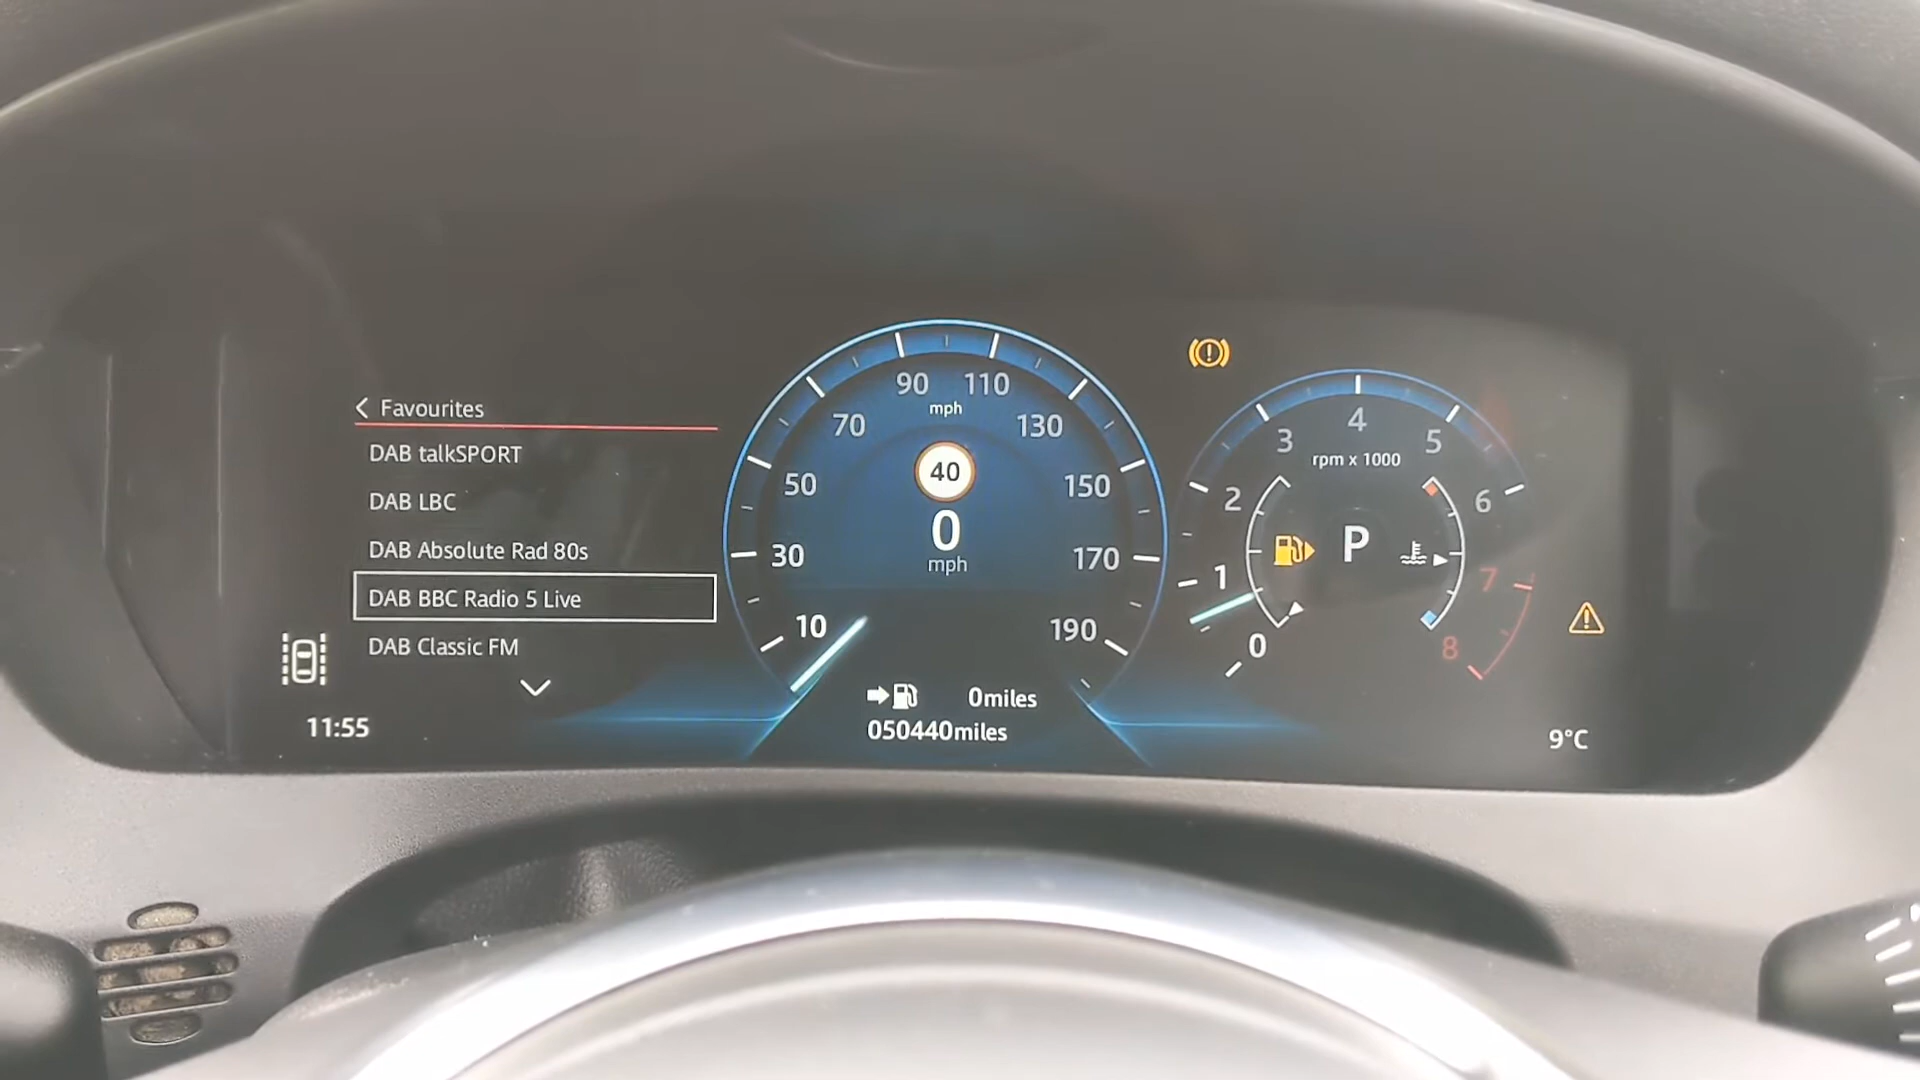 Favourites
DAB talkSPORT
DAB LBC
DAB Absolute Rad 80s
DAB BBC Radio 5 Live
DAB Classic FM
11:55
10
30
50
70
90
110
130
150
170
190
mph
40
0
mph
0miles
050440miles
0
1
2
3
4
5
6
7
8
rpm x 1000
P
9°C